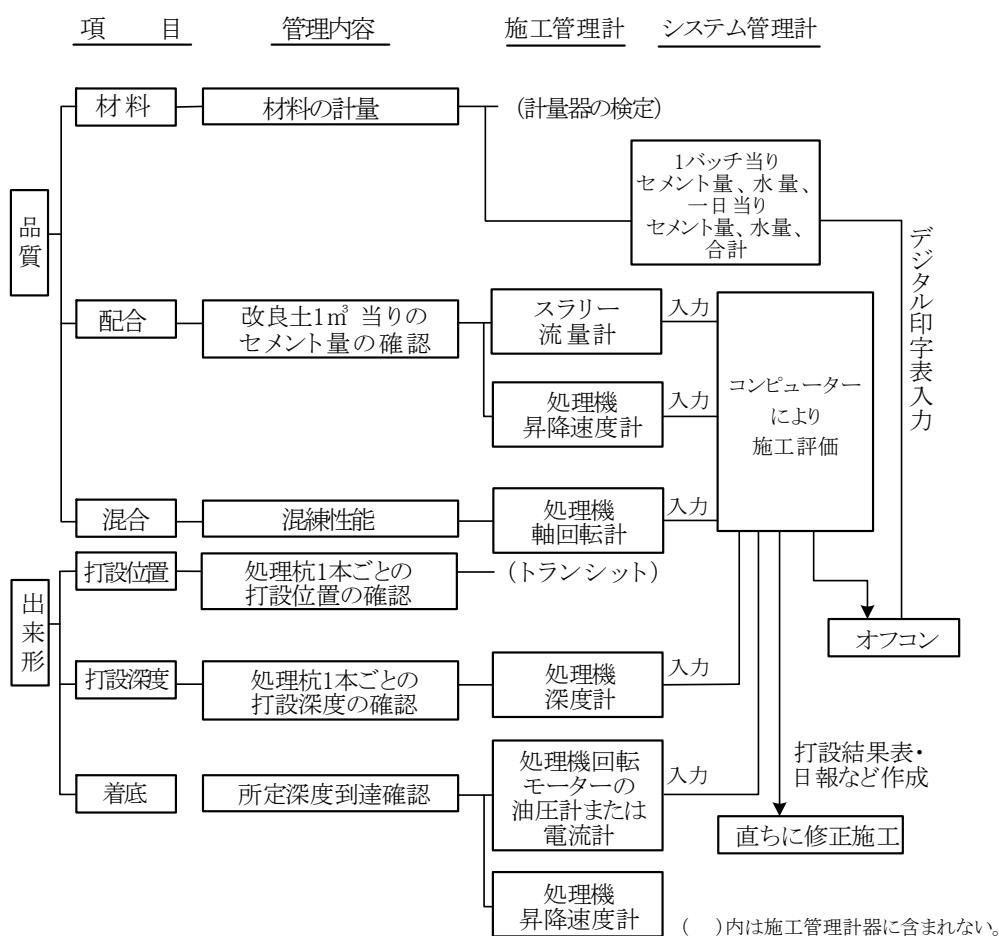 項　目
管理内容
施工管理計
システム管理計
品質
材料
材料の計量
(計量器の検定)
1バッチ当り
セメント量、水量、
一日当り
セメント量、水量、
合計
デジタル印字表入力
配合
改良土1㎥当りの
セメント量の確認
スラリー
流量計
入力
処理機
昇降速度計
入力
コンピューター
により
施工評価
混合
混練性能
処理機
軸回転計
入力
出来形
打設位置
処理杭1本ごとの
打設位置の確認
(トランシット)
オフコン
打設深度
処理杭1本ごとの
打設深度の確認
処理機
深度計
入力
着底
所定深度到達確認
処理機回転
モーターの
油圧計または
電流計
入力
打設結果表・
日報など作成
直ちに修正施工
処理機
昇降速度計
(　)内は施工管理計器に含まれない。